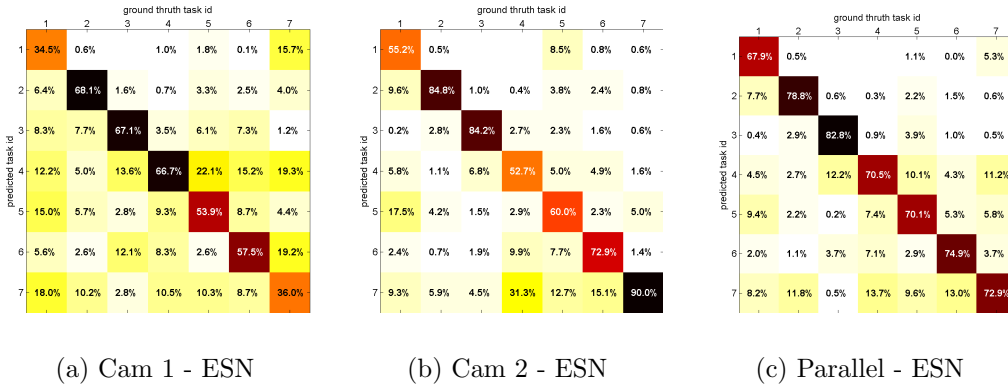 ground thruth task id
1 2 3 4 5 6 7
predicted task id
1 34.5% 0.6% 1.0% 1.8% 0.1% 15.7%
2 6.4% 68.1% 1.6% 0.7% 3.3% 2.5% 4.0%
3 8.3% 7.7% 67.1% 3.5% 6.1% 7.3% 1.2%
4 12.2% 5.0% 13.6% 66.7% 22.1% 15.2% 19.3%
5 15.0% 5.7% 2.8% 9.3% 53.9% 8.7% 4.4%
6 5.6% 2.6% 12.1% 8.3% 2.6% 57.5% 19.2%
7 18.0% 10.2% 2.8% 10.5% 10.3% 8.7% 36.0%
(a) Cam 1 - ESN
ground thruth task id
1 2 3 4 5 6 7
1 55.2% 0.5% 8.5% 0.8% 0.6%
2 9.6% 84.8% 1.0% 0.4% 3.8% 2.4% 0.8%
3 0.2% 2.8% 84.2% 2.7% 2.3% 1.6% 0.6%
4 5.8% 1.1% 6.8% 52.7% 5.0% 4.9% 1.6%
5 17.5% 4.2% 1.5% 2.9% 60.0% 2.3% 5.0%
6 2.4% 0.7% 1.9% 9.9% 7.7% 72.9% 1.4%
7 9.3% 5.9% 4.5% 31.3% 12.7% 15.1% 90.0%
(b) Cam 2 - ESN
ground thruth task id
1 2 3 4 5 6 7
predicted task id
1 67.9% 0.5% 1.1% 0.0% 5.3%
2 7.7% 78.8% 0.6% 0.3% 2.2% 1.5% 0.6%
3 0.4% 2.9% 82.8% 0.9% 3.9% 1.0% 0.5%
4 4.5% 2.7% 12.2% 70.5% 10.1% 4.3% 11.2%
5 9.4% 2.2% 0.2% 7.4% 70.1% 5.3% 5.8%
6 2.0% 1.1% 3.7% 7.1% 2.9% 74.9% 3.7%
7 8.2% 11.8% 0.5% 13.7% 9.6% 13.0% 72.9%
(c) Parallel - ESN